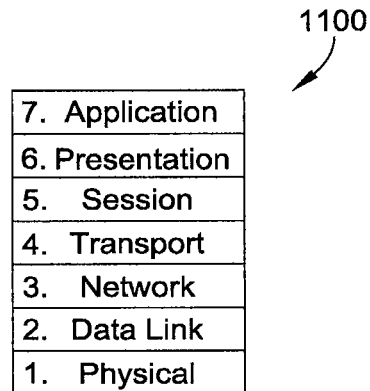 1100
7. Application
6. Presentation
5. Session
4. Transport
3. Network
2. Data Link
1. Physical